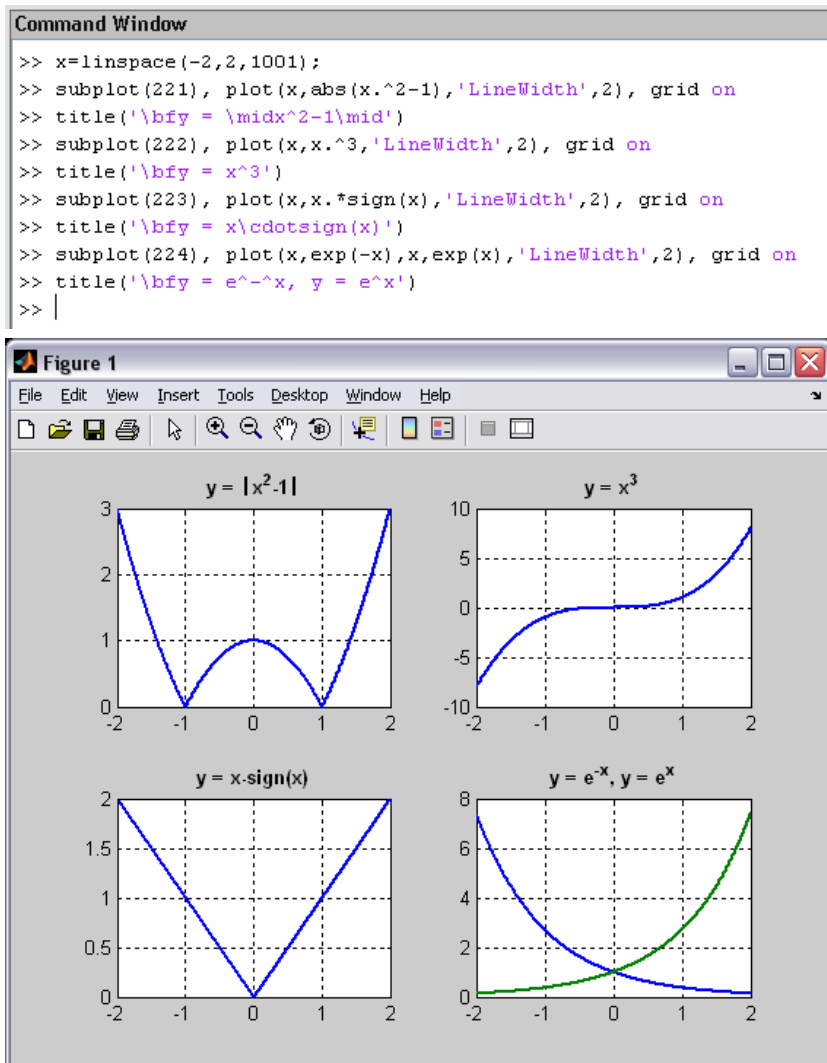 Command Window
>> x=linspace(-2,2,1001);
>> subplot(221), plot(x,abs(x.^2-1),'LineWidth',2), grid on
>> title('\bfy = \midx^2-1\mid')
>> subplot(222), plot(x,x.^3,'LineWidth',2), grid on
>> title('\bfy = x^3')
>> subplot(223), plot(x,x.*sign(x),'LineWidth',2), grid on
>> title('\bfy = x\cdotsign(x)')
>> subplot(224), plot(x,exp(-x),x,exp(x),'LineWidth',2), grid on
>> title('\bfy = e^-^x, y = e^x')
>>
Figure 1
File Edit View Insert Tools Desktop Window Help
y = |x²-1|
3
2
1
0
-2 -1 0 1 2
y = x³
10
5
0
-5
-10
-2 -1 0 1 2
y = x·sign(x)
2
1.5
1
0.5
0
-2 -1 0 1 2
y = e⁻ˣ, y = eˣ
8
6
4
2
0
-2 -1 0 1 2